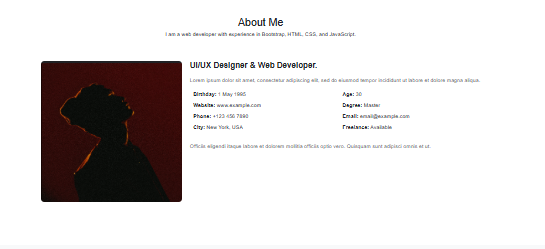 About Me
I am a web developer with experience in Bootstrap, HTML, CSS, and JavaScript.
UI/UX Designer & Web Developer.
Lorem ipsum dolor sit amet, consectetur adipiscing elit, sed do eiusmod tempor incididunt ut labore et dolore magna aliqua.
Birthday: 1 May 1995 Age: 30
Website: www.example.com Degree: Master
Phone: +123 456 7890 Email: email@example.com
City: New York, USA Freelance: Available
Officiis eligendi itaque labore et dolorem mollitia officiis optio vero. Quisquam sunt adipisci omnis et ut.